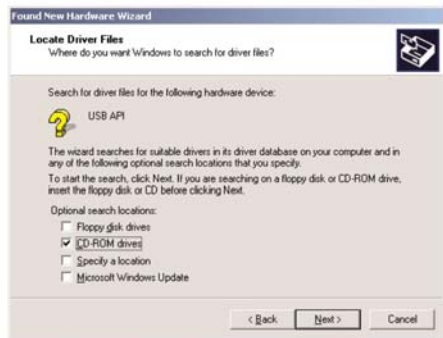 Found New Hardware Wizard
Locate Driver Files
Where do you want Windows to search for driver files?
Search for driver files for the following hardware device:
USB API
The wizard searches for suitable drivers in its driver database on your computer and in
any of the following optional search locations that you specify.
To start the search, click Next. If you are searching on a floppy disk or CD-ROM drive,
insert the floppy disk or CD before clicking Next.
Optional search locations:
Floppy disk drives
CD-ROM drives
Specify a location
Microsoft Windows Update
< Back Next > Cancel